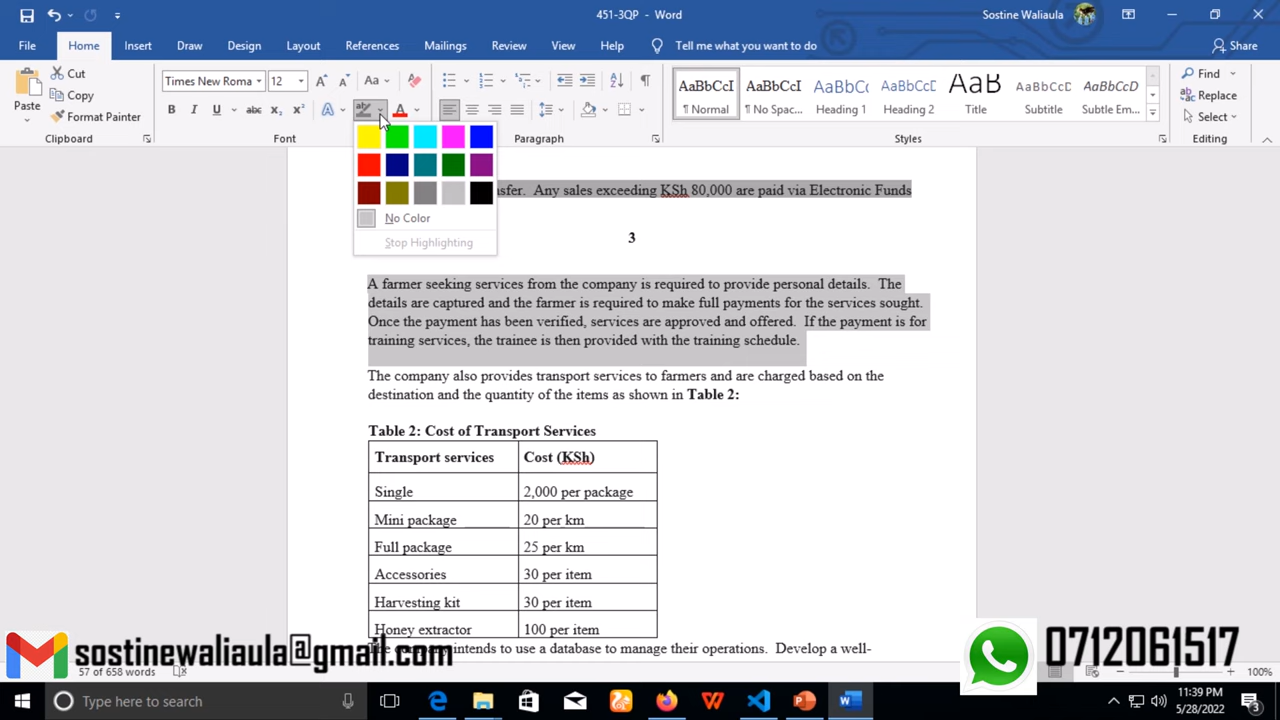 451-3QP - Word
Sostine Waliaula
File Home Insert Draw Design Layout References Mailings Review View Help Tell me what you want to do Share
Cut
Copy
Format Painter
Paste
Clipboard
Times New Roma 12 Aa
B I U abc X₂ X² A A
Font
Paragraph
AaBbCcI AaBbCcI AaBbCcI AaBbCcI AaB AaBbCcI AaBbCcI
¶ Normal ¶ No Spac... Heading 1 Heading 2 Title Subtitle Subtle Em...
Styles
Find
Replace
Select
Editing
No Color
Stop Highlighting
sfer. Any sales exceeding KSh 80,000 are paid via Electronic Funds
3
A farmer seeking services from the company is required to provide personal details. The
details are captured and the farmer is required to make full payments for the services sought.
Once the payment has been verified, services are approved and offered. If the payment is for
training services, the trainee is then provided with the training schedule.
The company also provides transport services to farmers and are charged based on the
destination and the quantity of the items as shown in Table 2:
Table 2: Cost of Transport Services
Transport services Cost (KSh)
Single 2,000 per package
Mini package 20 per km
Full package 25 per km
Accessories 30 per item
Harvesting kit 30 per item
Honey extractor 100 per item
The company intends to use a database to manage their operations. Develop a well-
sostinewaliaula@gmail.com
0712061517
57 of 658 words
100%
Type here to search
11:39 PM
5/28/2022
3